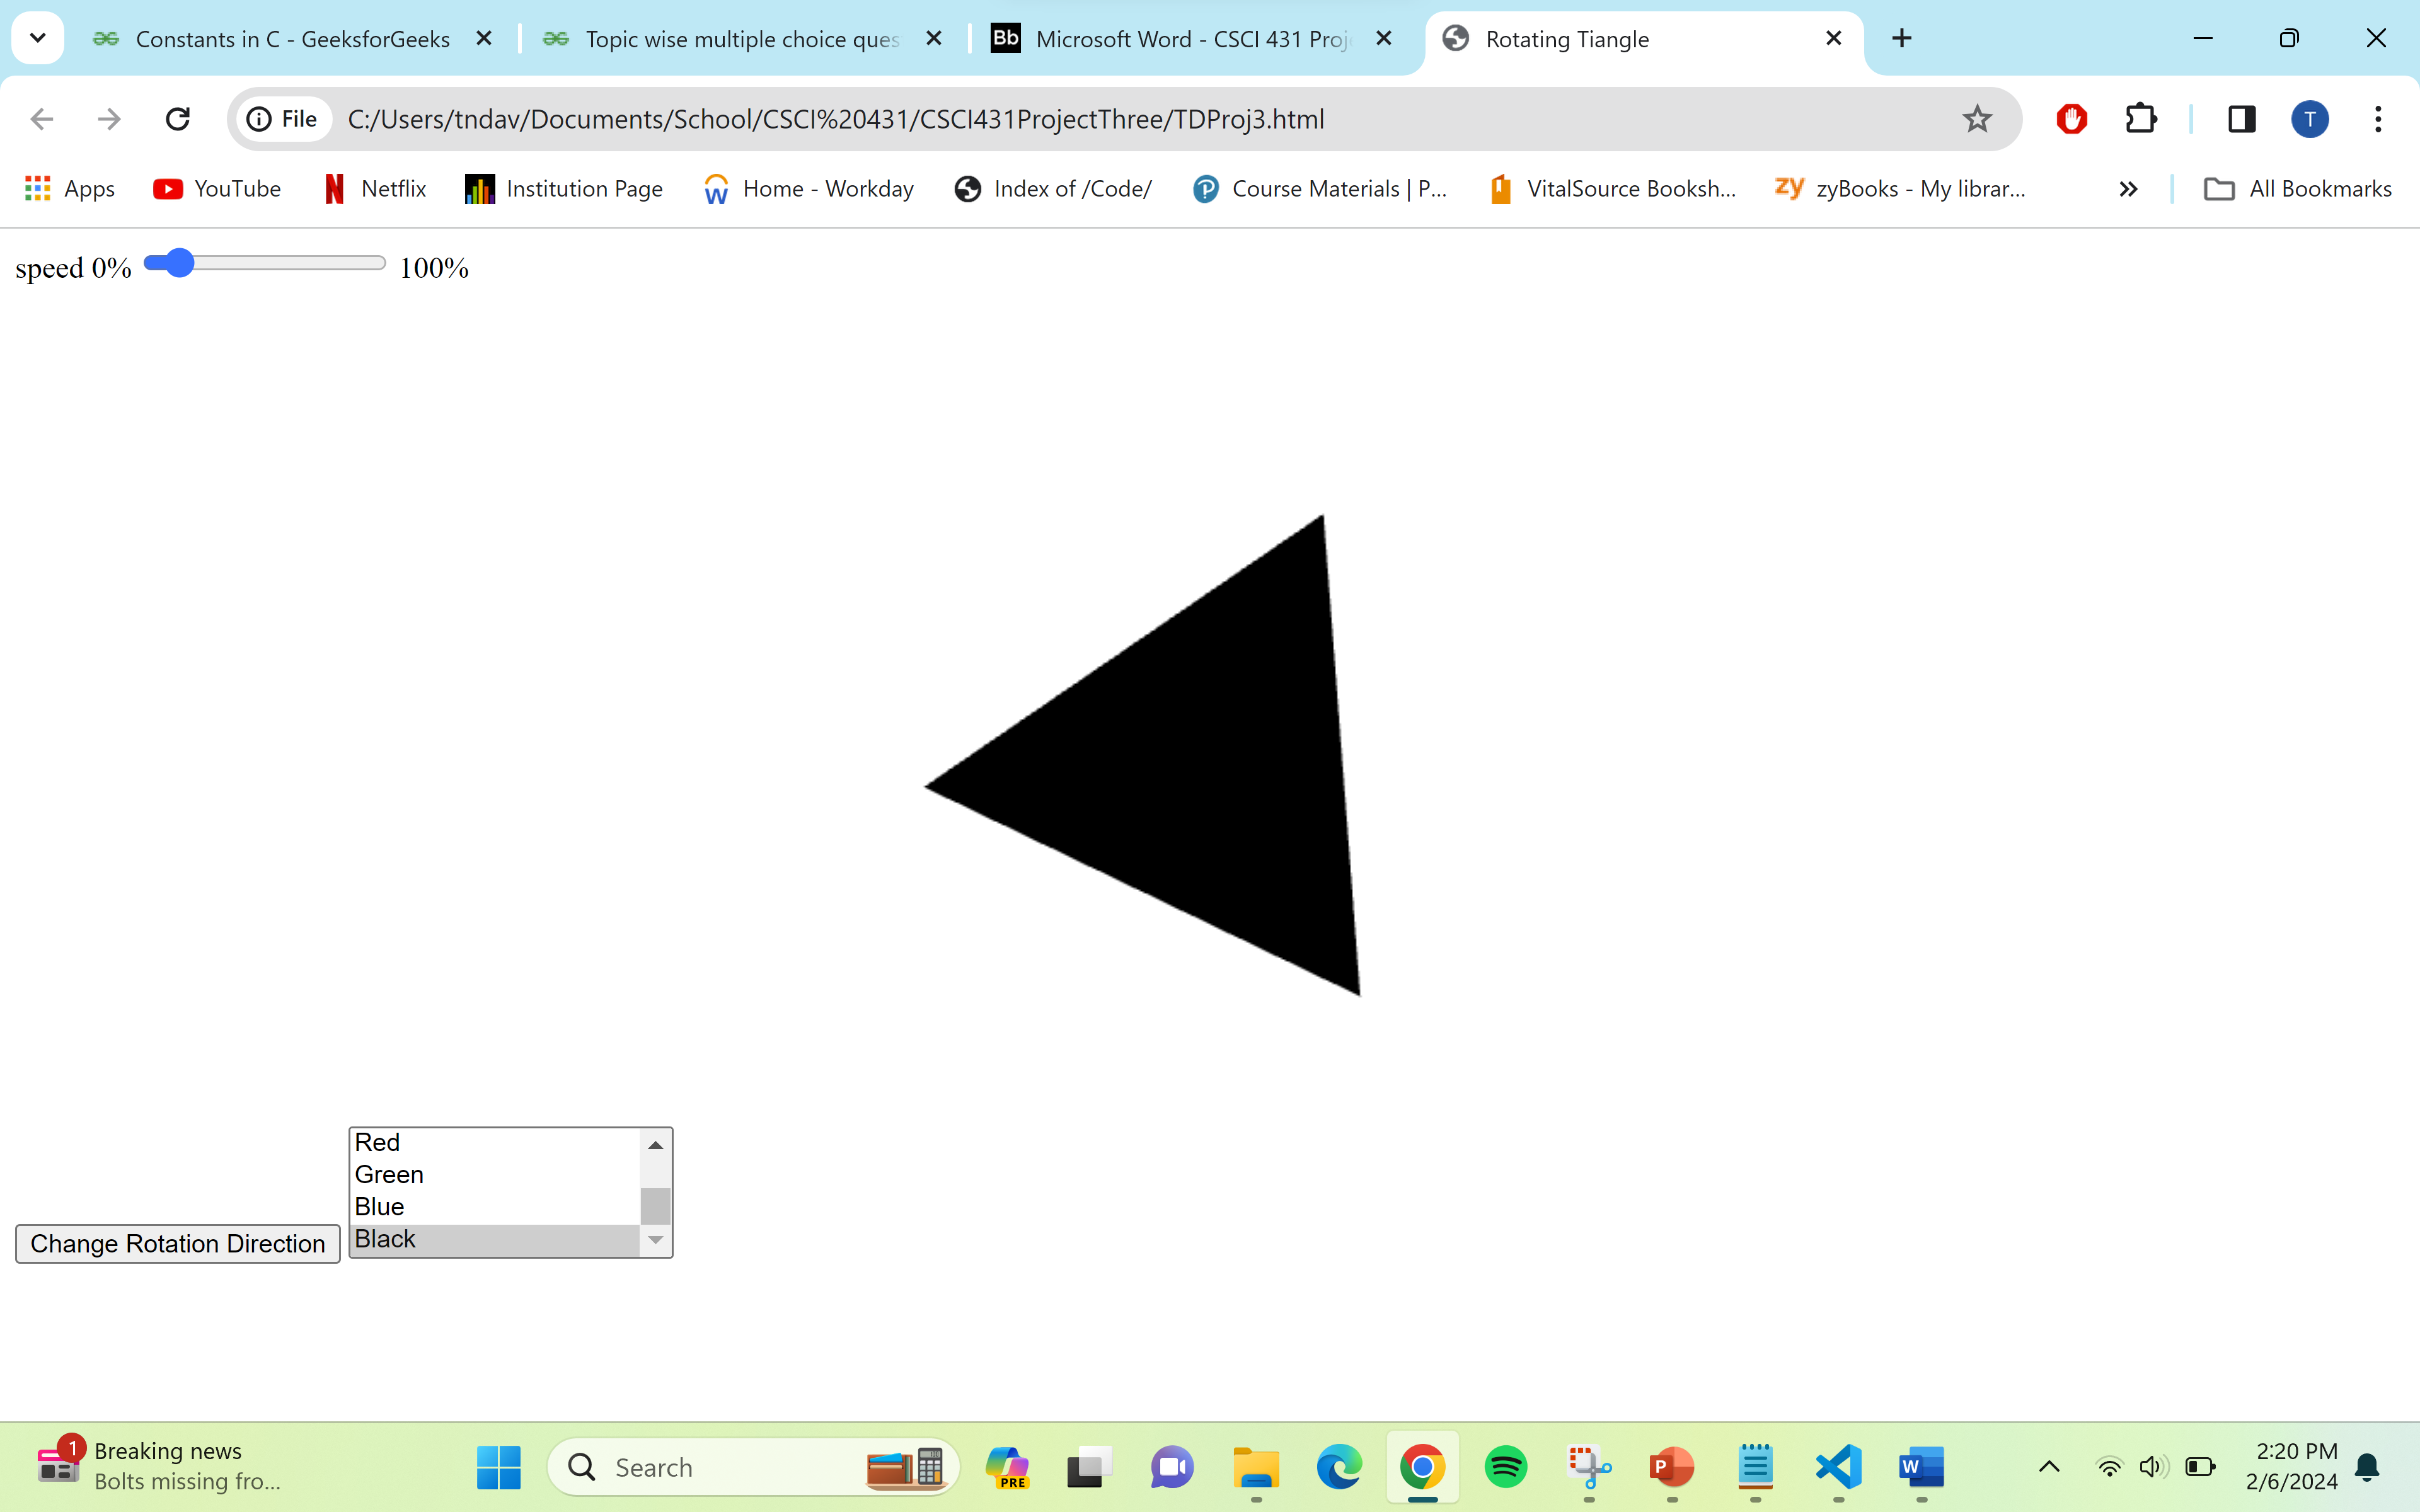 Constants in C - GeeksforGeeks
Topic wise multiple choice ques
Bb Microsoft Word - CSCI 431 Proj
Rotating Tiangle
File C:/Users/tndav/Documents/School/CSCI%20431/CSCI431ProjectThree/TDProj3.html
T
Apps YouTube Netflix Institution Page Home - Workday Index of /Code/ Course Materials | P... VitalSource Booksh... zyBooks - My librar... » All Bookmarks
speed 0% 100%
Red
Green
Blue
Black
Change Rotation Direction
1 Breaking news
Bolts missing fro...
Search
PRE
2:20 PM
2/6/2024